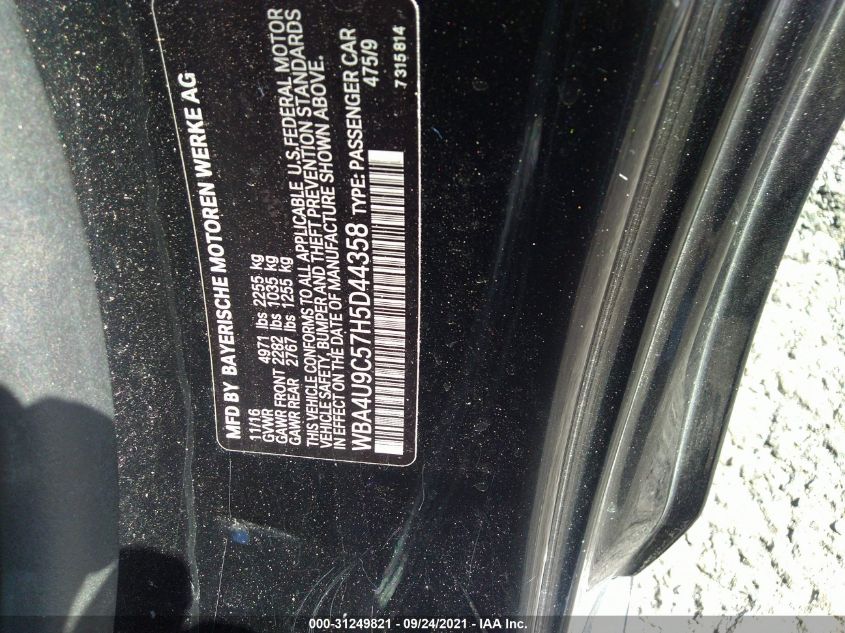 MFD BY BAYERISCHE MOTOREN WERKE AG
11/16
GVWR 4971 lbs 2255 kg
GAWR FRONT 2282 lbs 1035 kg
GAWR REAR 2767 lbs 1255 kg
THIS VEHICLE CONFORMS TO ALL APPLICABLE U.S.FEDERAL MOTOR
VEHICLE SAFETY, BUMPER AND THEFT PREVENTION STANDARDS
IN EFFECT ON THE DATE OF MANUFACTURE SHOWN ABOVE.
WBA4U9C57H5D44358 TYPE: PASSENGER CAR
475/9
7315814
000-31249821 - 09/24/2021 - IAA Inc.